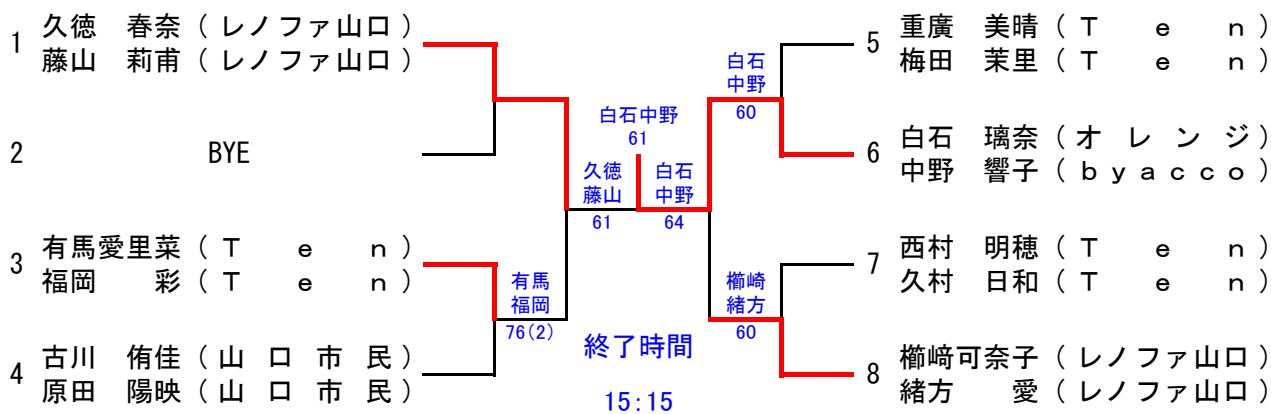 1 久徳 春奈(レノファ山口)
藤山 莉甫(レノファ山口)
2 BYE
3 有馬愛里菜(Ten)
福岡 彩(Ten)
4 古川 侑佳(山口市民)
原田 陽映(山口市民)
有馬
福岡
76(2)
久徳
藤山
61
白石中野
61
白石
中野
64
白石
中野
60
櫛崎
緒方
60
終了時間
15:15
5 重廣 美晴(Ten)
梅田 茉里(Ten)
6 白石 璃奈(オレンジ)
中野 響子(byacco)
7 西村 明穂(Ten)
久村 日和(Ten)
8 櫛﨑可奈子(レノファ山口)
緒方 愛(レノファ山口)